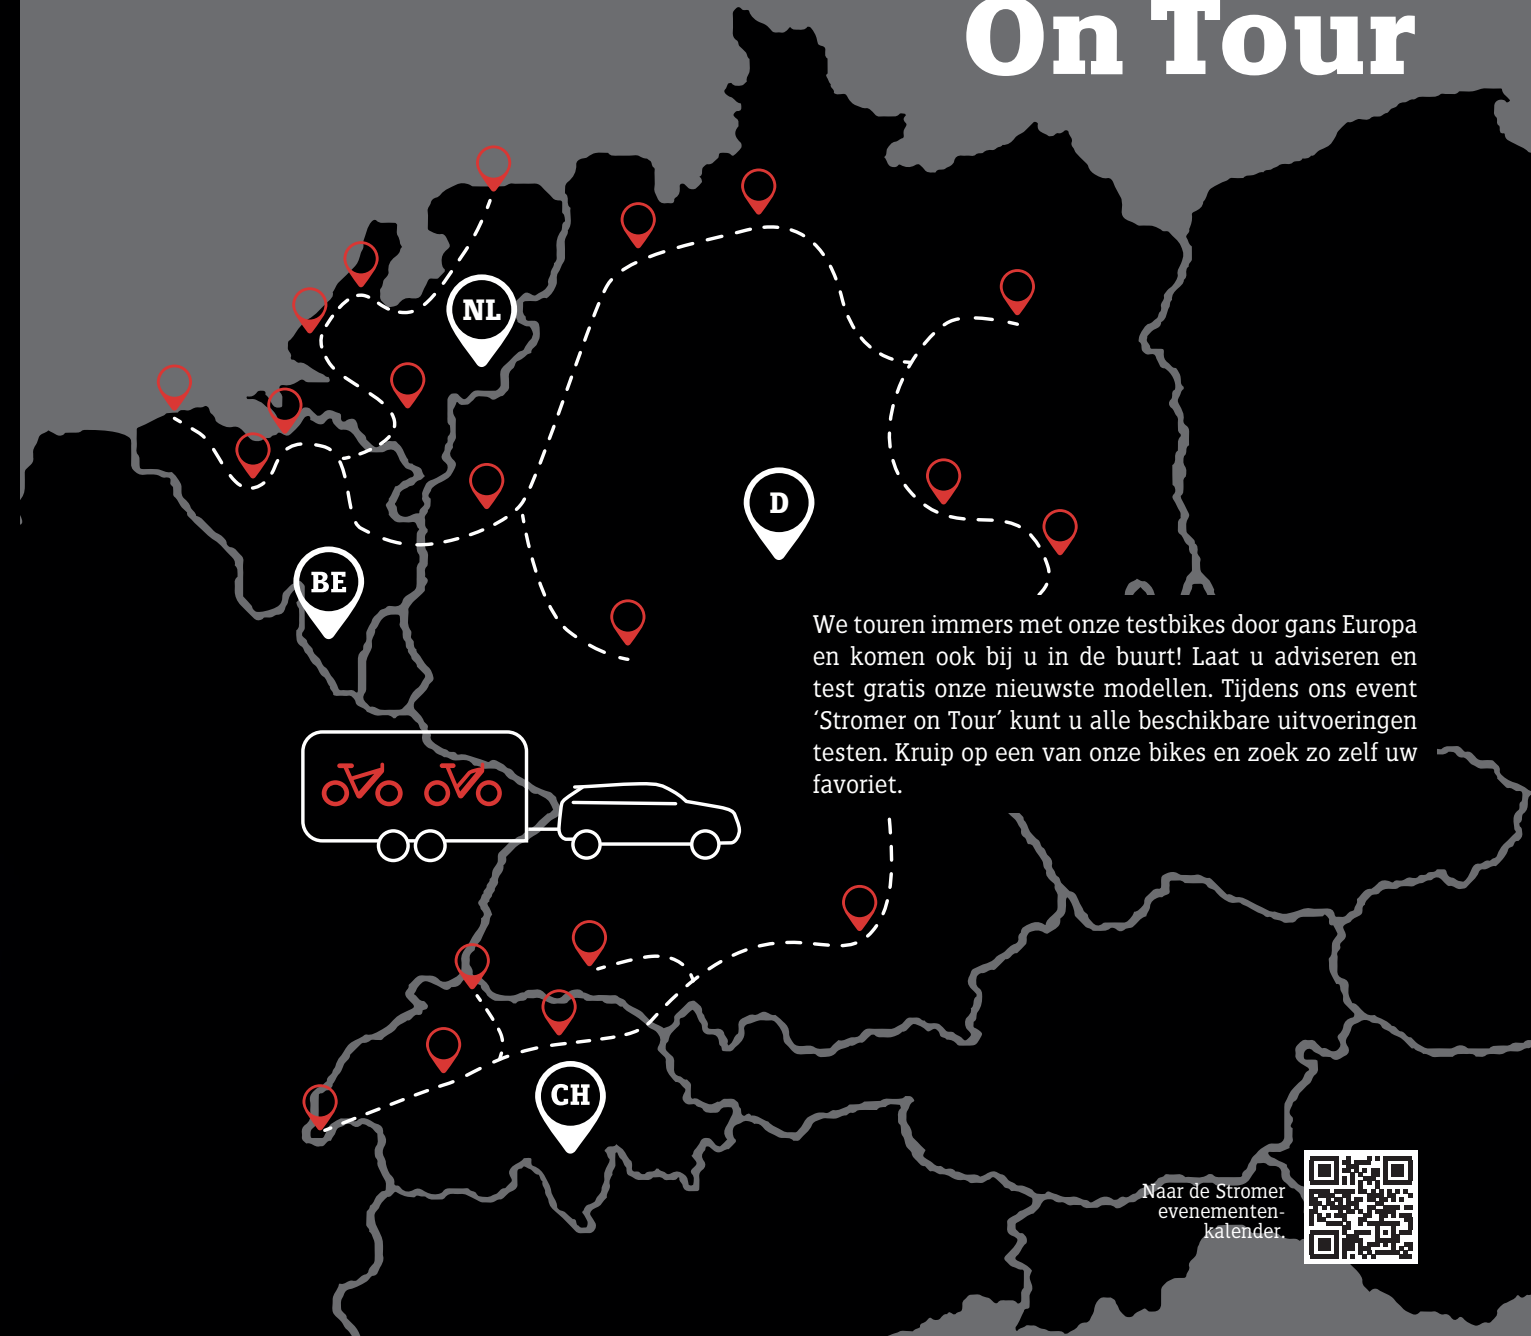 On Tour
NL
D
BE
We touren immers met onze testbikes door gans Europa
en komen ook bij u in de buurt! Laat u adviseren en
test gratis onze nieuwste modellen. Tijdens ons event
‘Stromer on Tour’ kunt u alle beschikbare uitvoeringen
testen. Kruip op een van onze bikes en zoek zo zelf uw
favoriet.
CH
Naar de Stromer
evenementen-
kalender.